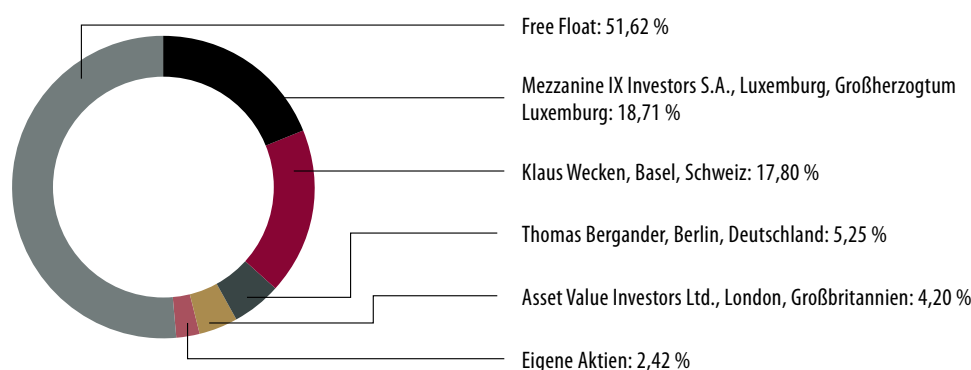 Free Float: 51,62 %
Mezzanine IX Investors S.A., Luxemburg, Großherzogtum
Luxemburg: 18,71 %
Klaus Wecken, Basel, Schweiz: 17,80 %
Thomas Bergander, Berlin, Deutschland: 5,25 %
Asset Value Investors Ltd., London, Großbritannien: 4,20 %
Eigene Aktien: 2,42 %